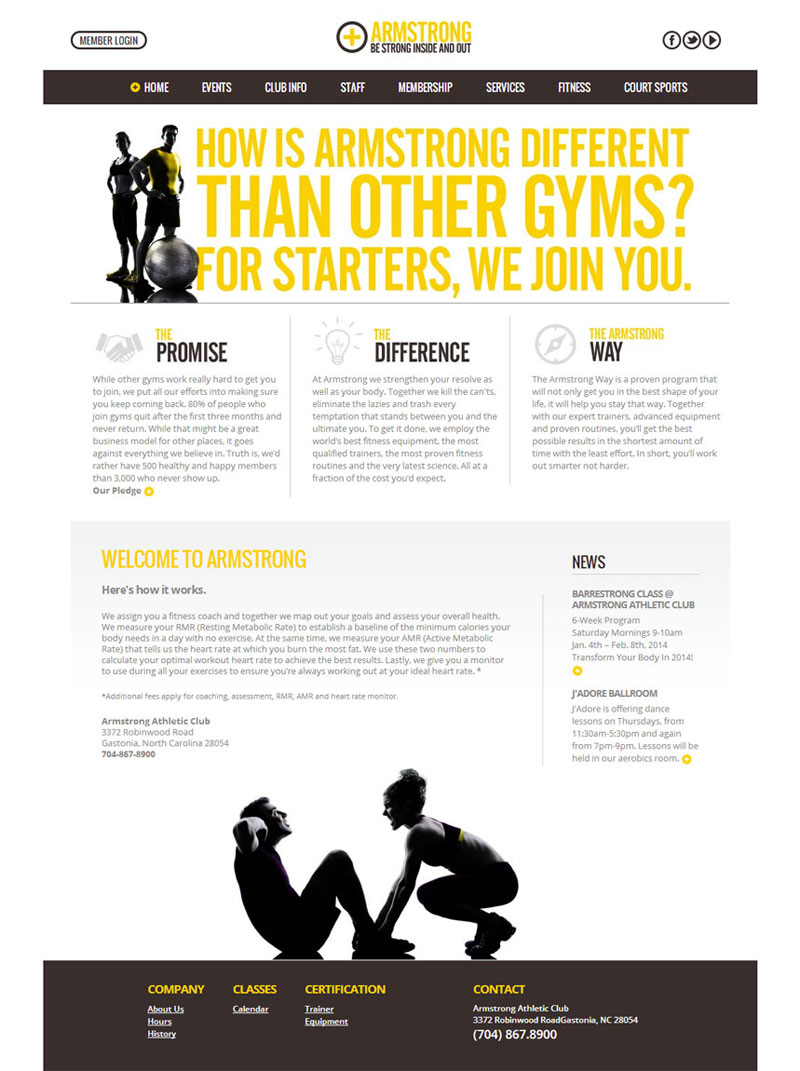 MEMBER LOGIN
ARMSTRONG
BE STRONG INSIDE AND OUT
HOME EVENTS CLUB INFO STAFF MEMBERSHIP SERVICES FITNESS COURT SPORTS
HOW IS ARMSTRONG DIFFERENT
THAN OTHER GYMS?
FOR STARTERS, WE JOIN YOU.
THE
PROMISE
While other gyms work really hard to get you
to join, we put all our efforts into making sure
you keep coming back. 80% of people who
join gyms quit after the first three months and
never return. While that might be a great
business model for other places, it goes
against everything we believe in. Truth is, we'd
rather have 500 healthy and happy members
than 3,000 who never show up.
Our Pledge
THE
DIFFERENCE
At Armstrong we strengthen your resolve as
well as your body. Together we kill the can'ts,
eliminate the lazies and trash every
temptation that stands between you and the
ultimate you. To get it done, we employ the
world's best fitness equipment, the most
qualified trainers, the most proven fitness
routines and the very latest science. All at a
fraction of the cost you'd expect.
THE ARMSTRONG
WAY
The Armstrong Way is a proven program that
will not only get you in the best shape of your
life, it will help you stay that way. Together
with our expert trainers, advanced equipment
and proven routines, you'll get the best
possible results in the shortest amount of
time with the least effort. In short, you'll work
out smarter not harder.
WELCOME TO ARMSTRONG
Here's how it works.
We assign you a fitness coach and together we map out your goals and assess your overall health.
We measure your RMR (Resting Metabolic Rate) to establish a baseline of the minimum calories your
body needs in a day with no exercise. At the same time, we measure your AMR (Active Metabolic
Rate) that tells us the heart rate at which you burn the most fat. We use these two numbers to
calculate your optimal workout heart rate to achieve the best results. Lastly, we give you a monitor
to use during all your exercises to ensure you're always working out at your ideal heart rate. *
*Additional fees apply for coaching, assessment, RMR, AMR and heart rate monitor.
Armstrong Athletic Club
3372 Robinwood Road
Gastonia, North Carolina 28054
704-867-8900
NEWS
BARRESTRONG CLASS @
ARMSTRONG ATHLETIC CLUB
6-Week Program
Saturday Mornings 9-10am
Jan. 4th – Feb. 8th, 2014
Transform Your Body In 2014!
J'ADORE BALLROOM
J'Adore is offering dance
lessons on Thursdays, from
11:30am-5:30pm and again
from 7pm-9pm. Lessons will be
held in our aerobics room.
COMPANY
About Us
Hours
History
CLASSES
Calendar
CERTIFICATION
Trainer
Equipment
CONTACT
Armstrong Athletic Club
3372 Robinwood RoadGastonia, NC 28054
(704) 867.8900